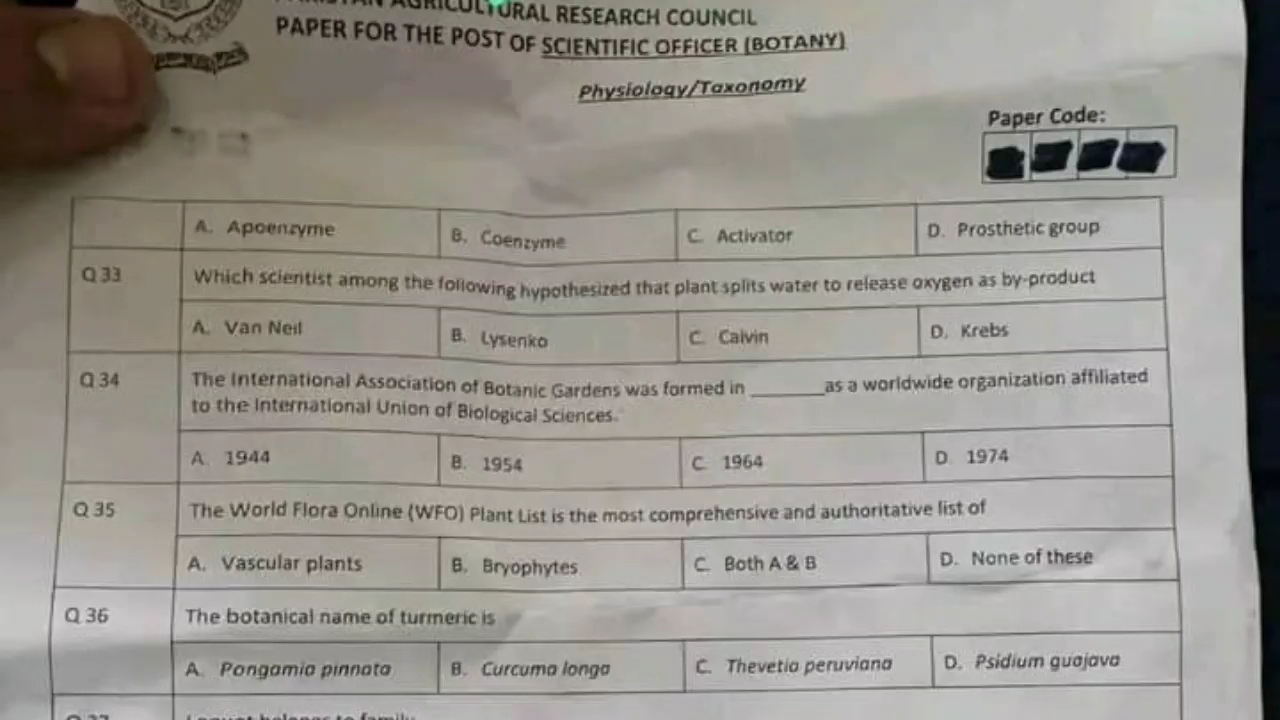 AGRICULTURAL RESEARCH COUNCIL
PAPER FOR THE POST OF SCIENTIFIC OFFICER (BOTANY)
Physiology/Taxonomy
Paper Code:
A. Apoenzyme B. Coenzyme C. Activator D. Prosthetic group
Q 33 Which scientist among the following hypothesized that plant splits water to release oxygen as by-product
A. Van Neil B. Lysenko C. Calvin D. Krebs
Q 34 The International Association of Botanic Gardens was formed in _______as a worldwide organization affiliated
to the International Union of Biological Sciences.
A. 1944 B. 1954 C. 1964 D. 1974
Q 35 The World Flora Online (WFO) Plant List is the most comprehensive and authoritative list of
A. Vascular plants B. Bryophytes C. Both A & B D. None of these
Q 36 The botanical name of turmeric is
A. Pongamia pinnata B. Curcuma longa C. Thevetia peruviana D. Psidium guajava
belongs to family